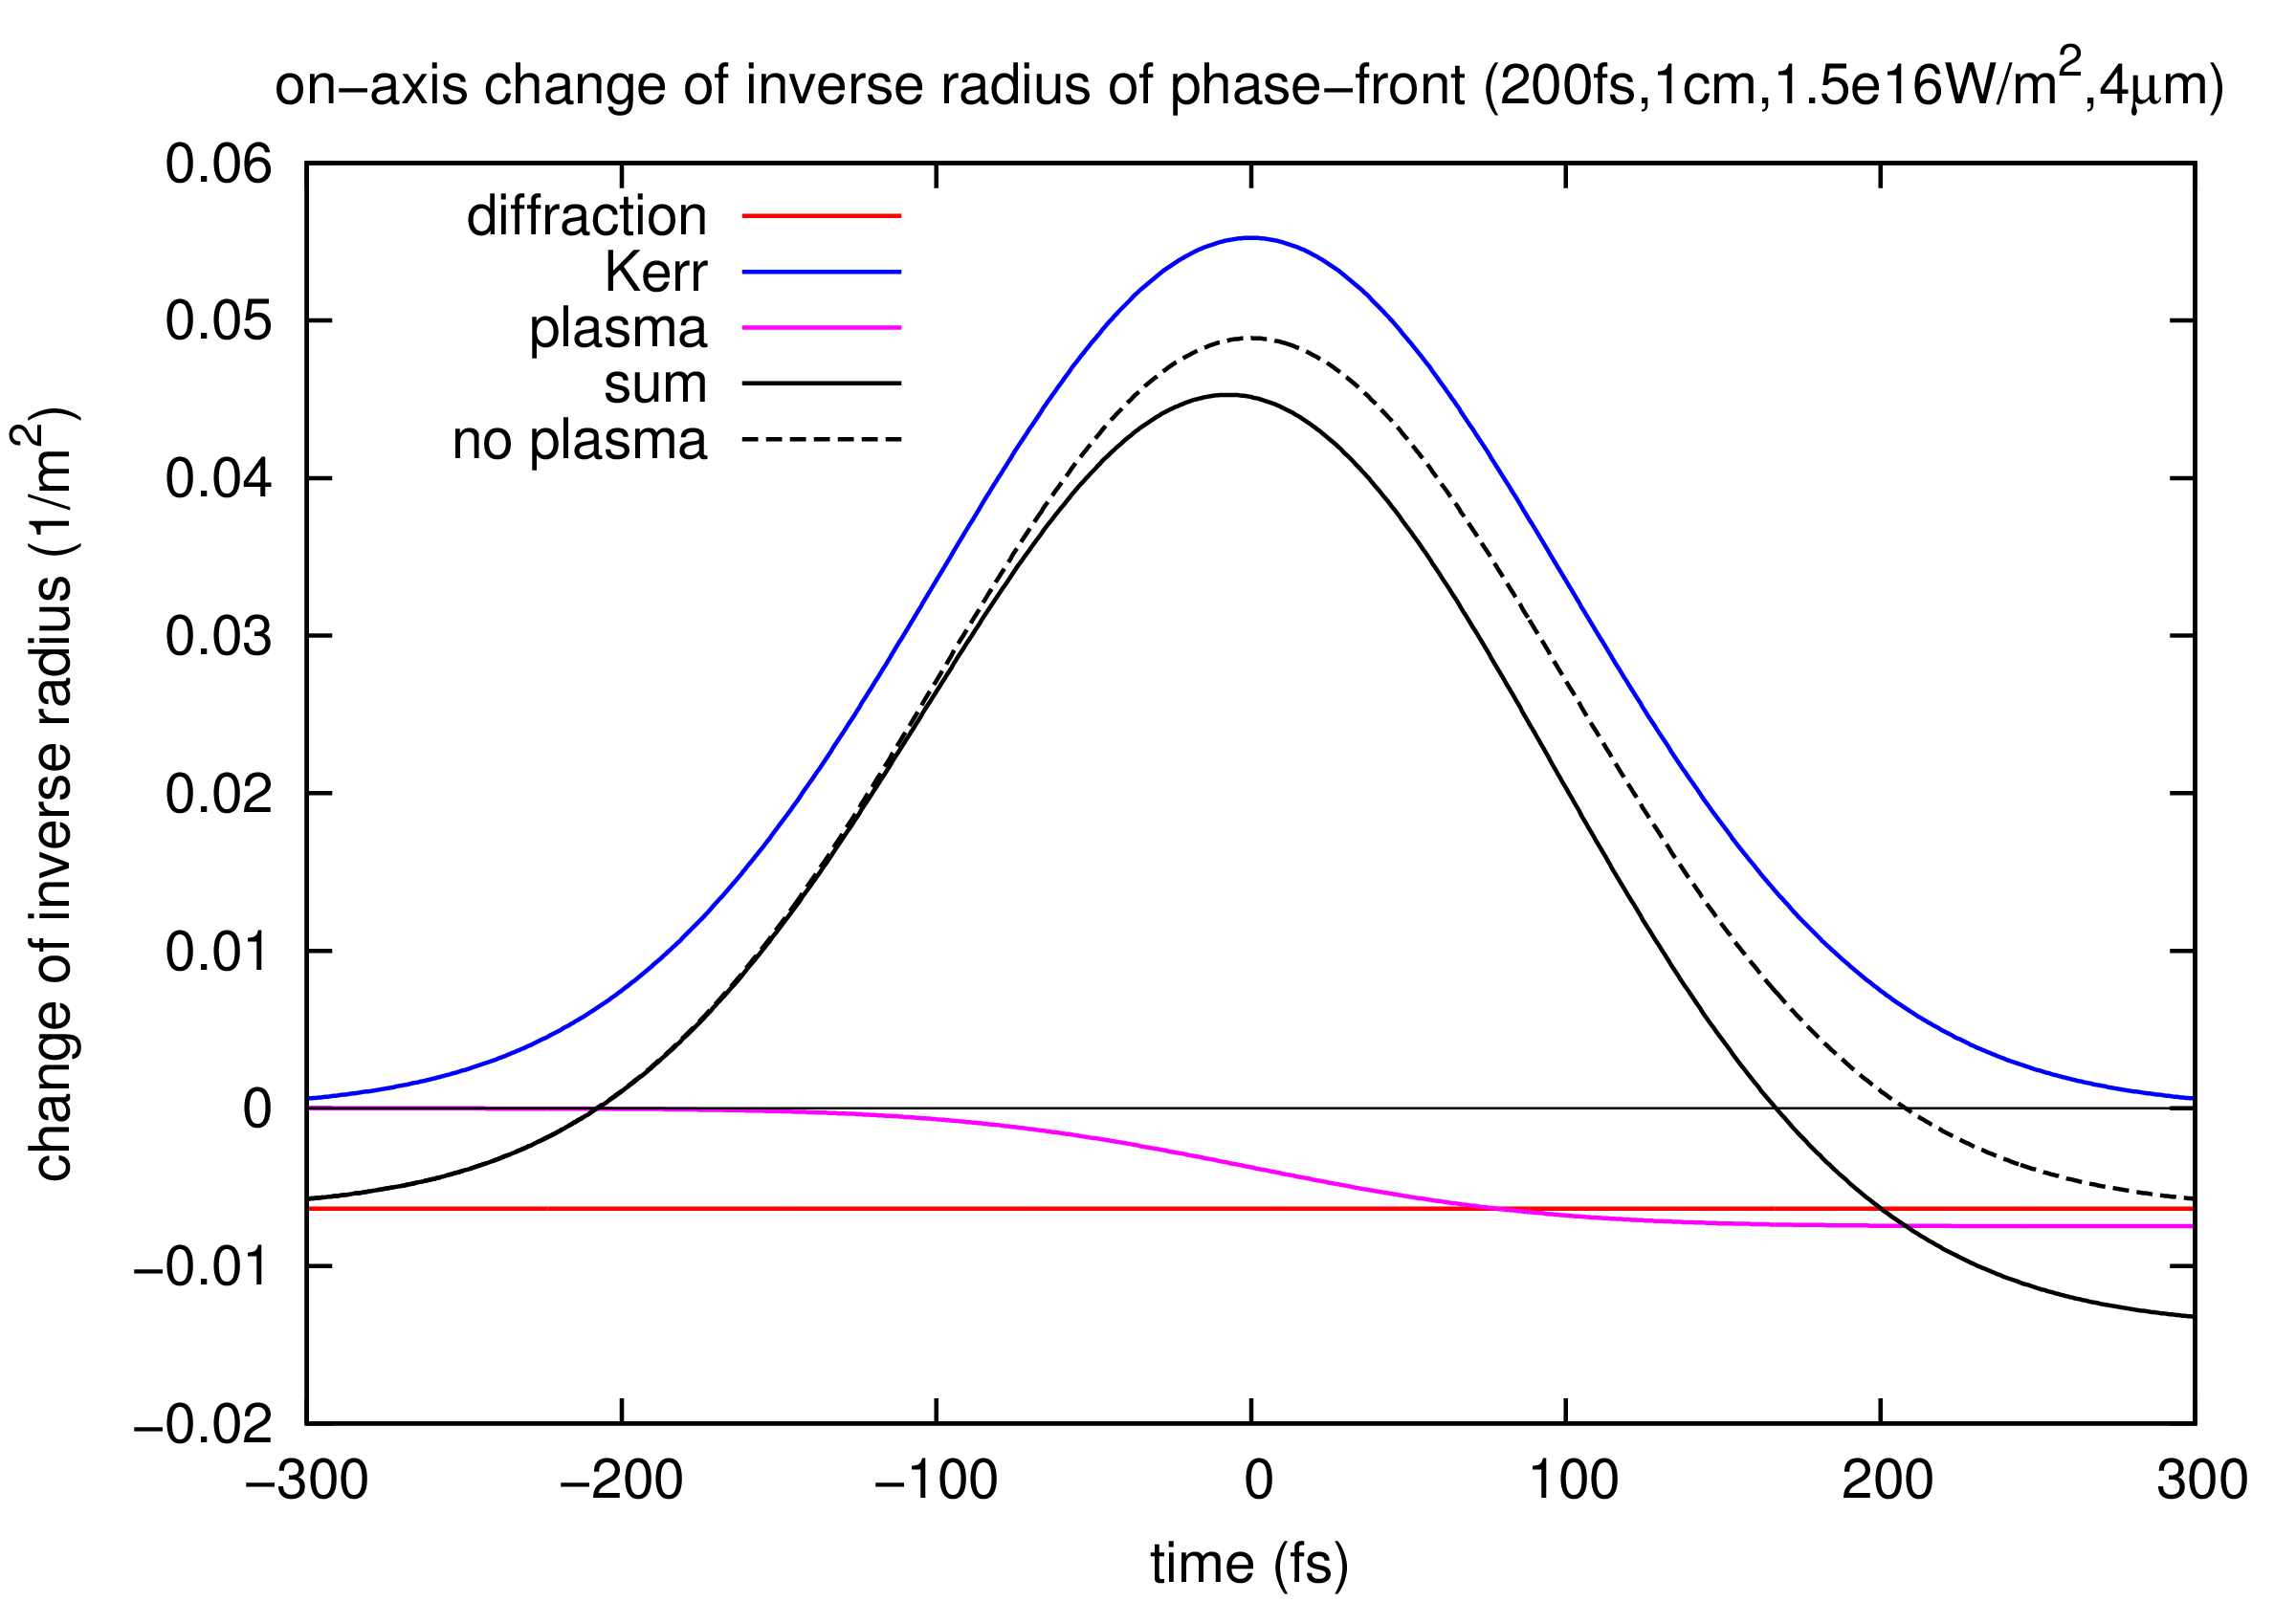 on−axis change of inverse radius of phase−front (200fs,1cm,1.5e16W/m²,4μm)
0.06
0.05
0.04
0.03
0.02
0.01
0
−0.01
−0.02
change of inverse radius (1/m²)
diffraction
Kerr
plasma
sum
no plasma
−300 −200 −100 0 100 200 300
time (fs)